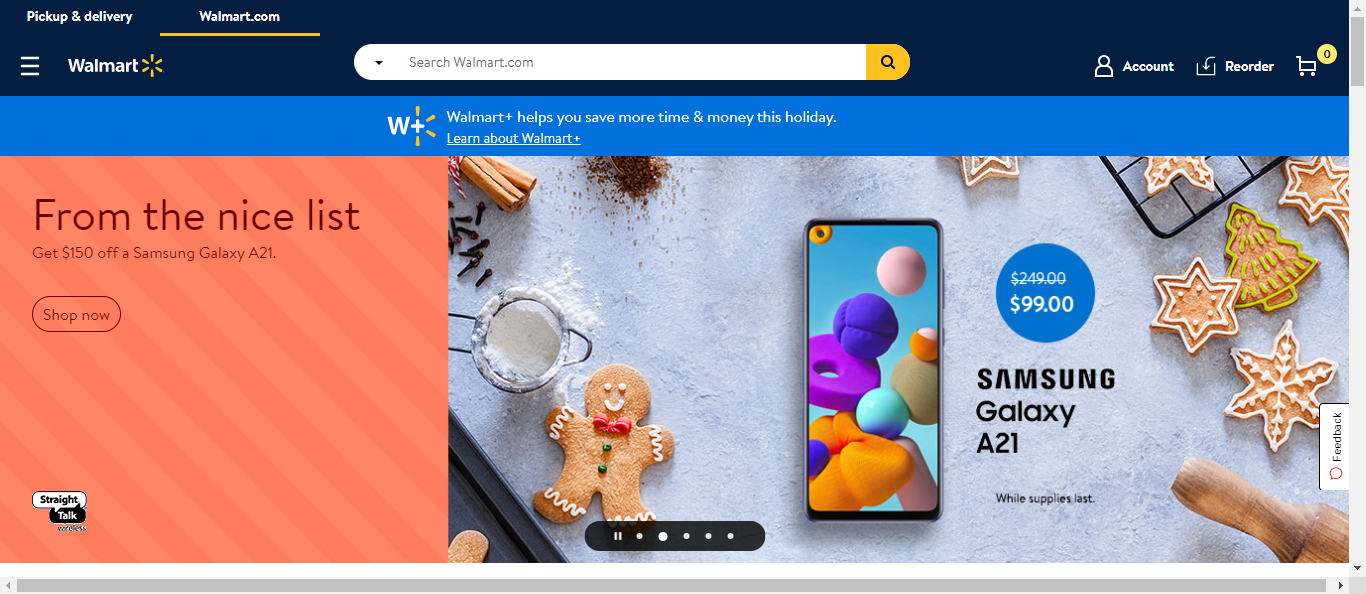 Pickup & delivery
Walmart.com
Walmart
Search Walmart.com
Account
Reorder
0
W+
Walmart+ helps you save more time & money this holiday.
Learn about Walmart+
From the nice list
Get $150 off a Samsung Galaxy A21.
Shop now
Straight
Talk
wireless
$249.00
$99.00
SAMSUNG
Galaxy
A21
While supplies last.
Feedback